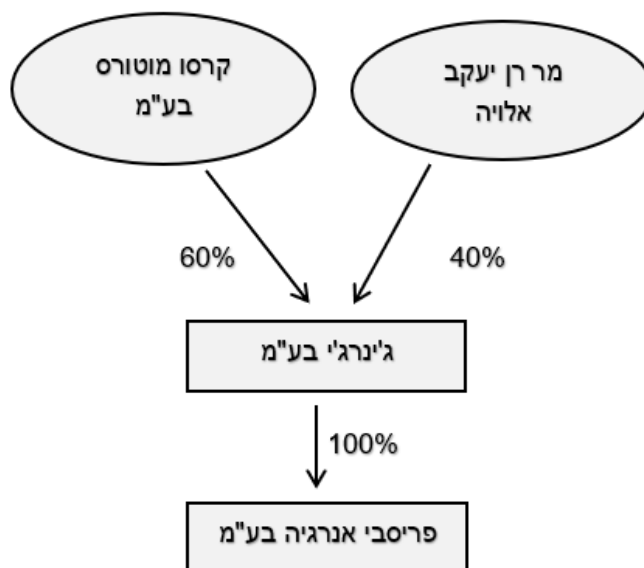 קרסו מוטורס
בע"מ
מר רן יעקב
אלויה
60%
40%
ג'ינרג'י בע"מ
100%
פריסבי אנרגיה בע"מ